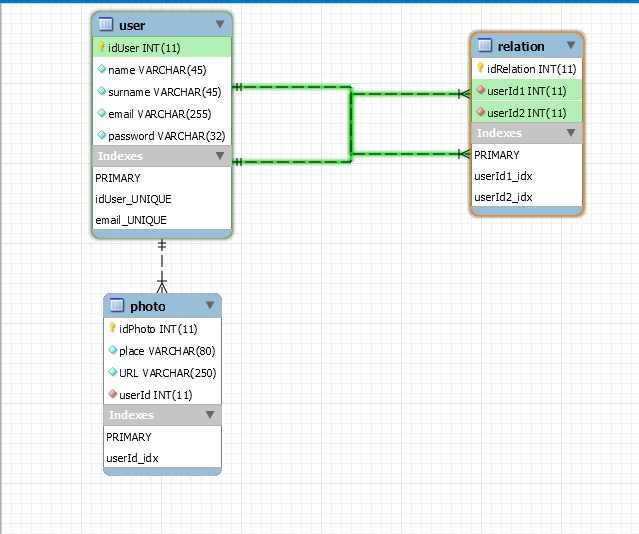 user
idUser INT(11)
name VARCHAR(45)
surname VARCHAR(45)
email VARCHAR(255)
password VARCHAR(32)
Indexes
PRIMARY
idUser_UNIQUE
email_UNIQUE
relation
idRelation INT(11)
userId1 INT(11)
userId2 INT(11)
Indexes
PRIMARY
userId1_idx
userId2_idx
photo
idPhoto INT(11)
place VARCHAR(80)
URL VARCHAR(250)
userId INT(11)
Indexes
PRIMARY
userId_idx